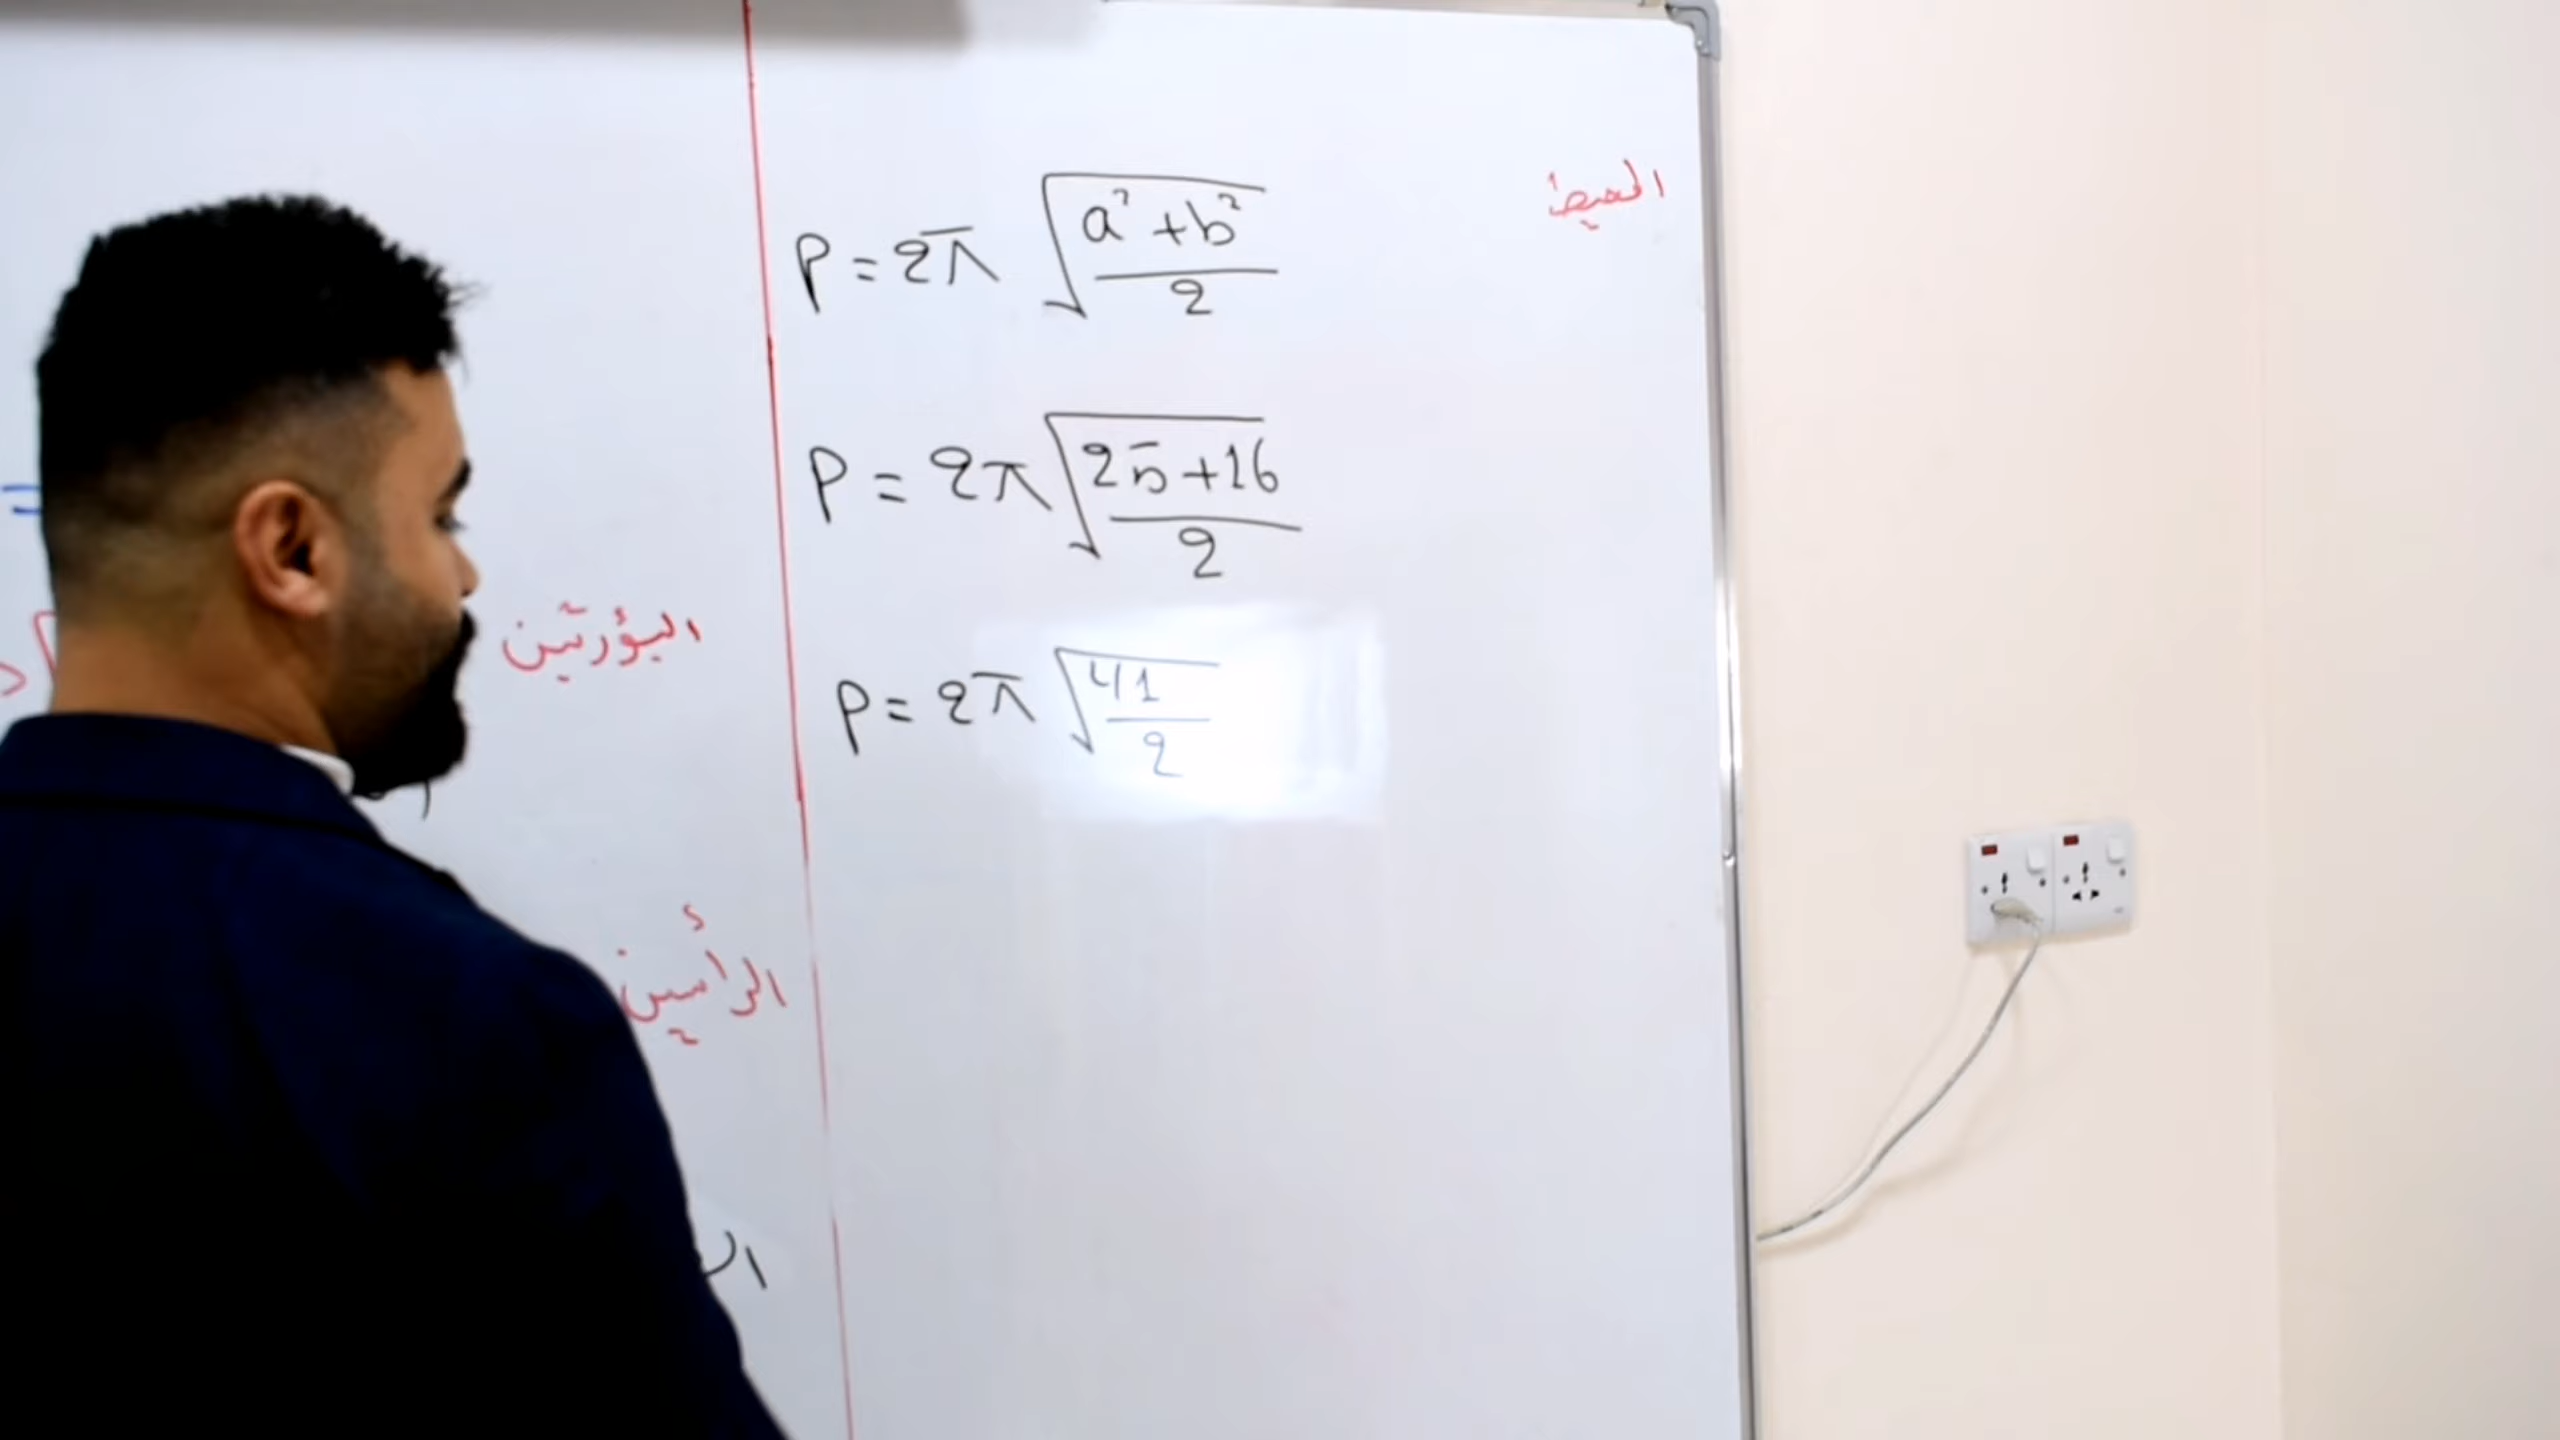 المحيط
P = 2π √((a² + b²)/2)
P = 2π √((25 + 16)/2)
P = 2π √(41/2)
=
البؤرتين
الرأسين